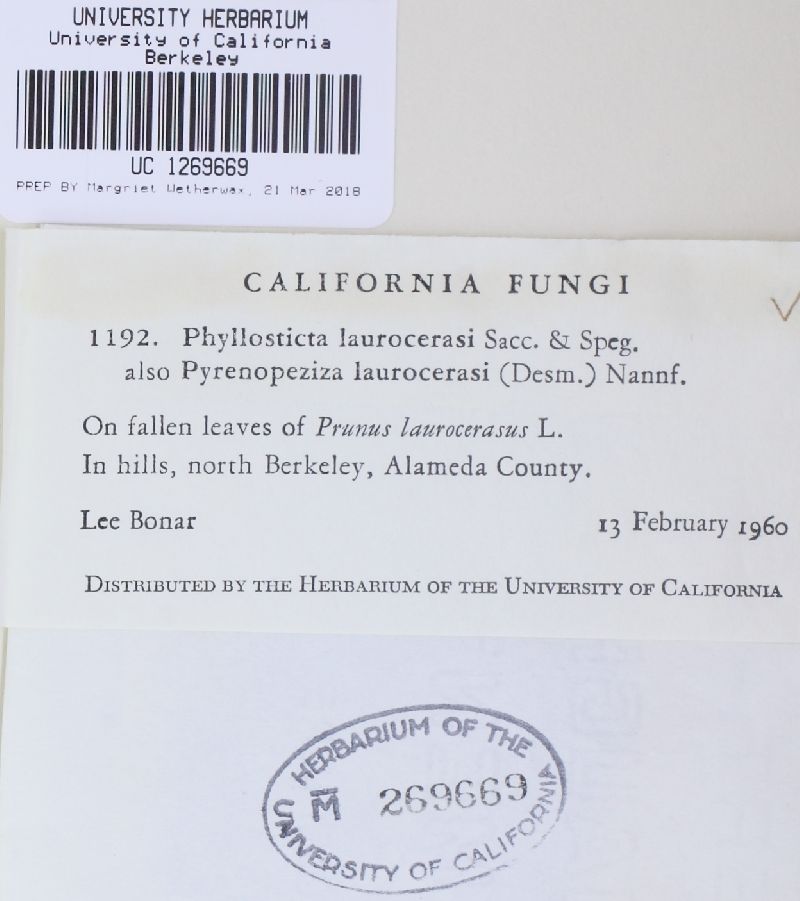 UNIVERSITY HERBARIUM
University of California
Berkeley
UC 1269669
PREP BY Margriet Wetherwax, 21 Mar 2018
CALIFORNIA FUNGI
1192. Phyllosticta laurocerasi Sacc. & Speg.
also Pyrenopeziza laurocerasi (Desm.) Nannf.
On fallen leaves of Prunus laurocerasus L.
In hills, north Berkeley, Alameda County.
Lee Bonar 13 February 1960
DISTRIBUTED BY THE HERBARIUM OF THE UNIVERSITY OF CALIFORNIA
HERBARIUM OF THE
M̅ 269669
UNIVERSITY OF CALIFORNIA